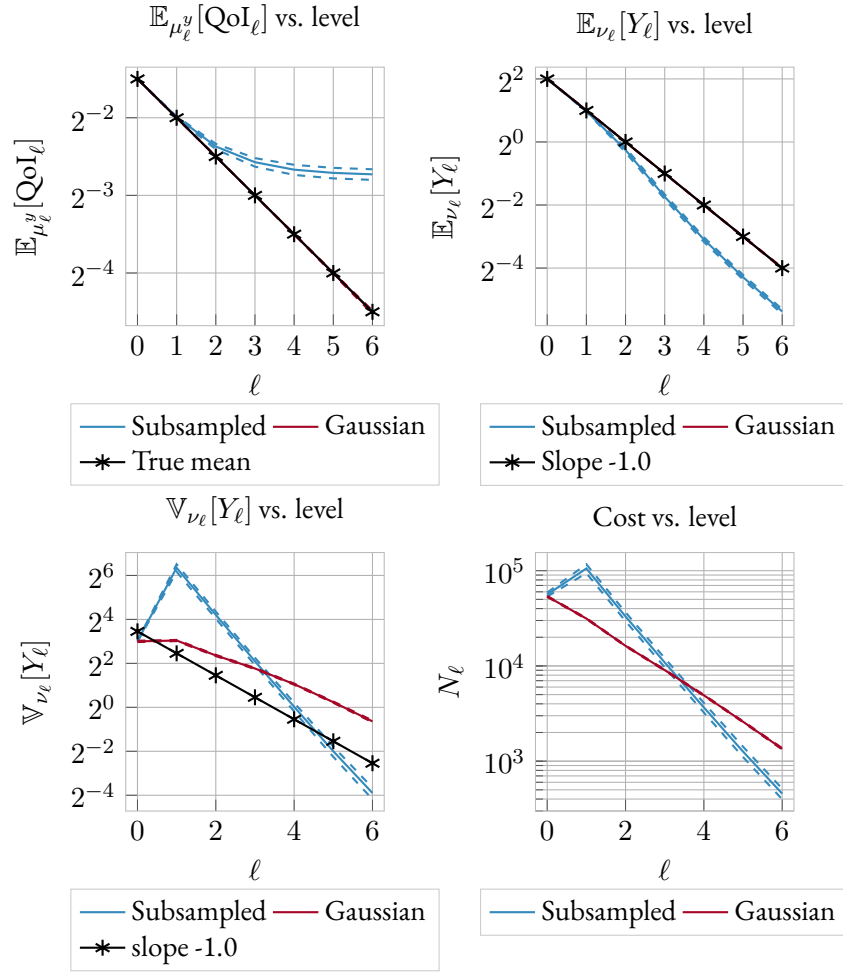 𝔼_{μ_ℓ^y}[QoI_ℓ] vs. level
𝔼_{μ_ℓ^y}[QoI_ℓ]
2^{−2}
2^{−3}
2^{−4}
0 1 2 3 4 5 6
ℓ
Subsampled Gaussian
True mean
𝔼_{ν_ℓ}[Y_ℓ] vs. level
𝔼_{ν_ℓ}[Y_ℓ]
2^2
2^0
2^{−2}
2^{−4}
0 1 2 3 4 5 6
ℓ
Subsampled Gaussian
Slope -1.0
𝕍_{ν_ℓ}[Y_ℓ] vs. level
𝕍_{ν_ℓ}[Y_ℓ]
2^6
2^4
2^2
2^0
2^{−2}
2^{−4}
0 2 4 6
ℓ
Subsampled Gaussian
slope -1.0
Cost vs. level
N_ℓ
10^5
10^4
10^3
0 2 4 6
ℓ
Subsampled Gaussian